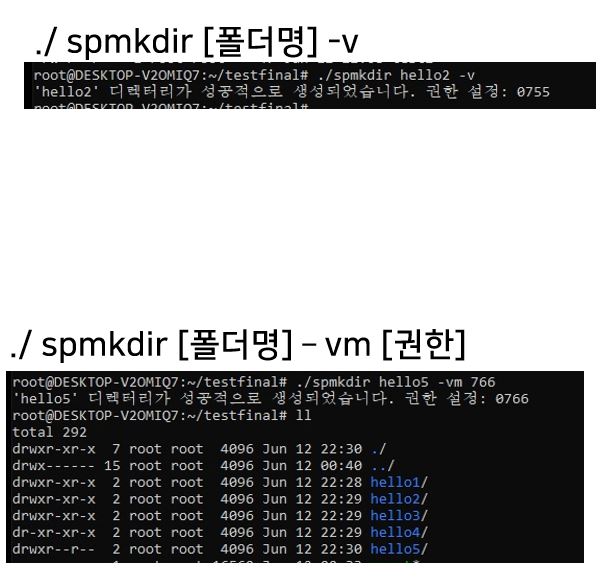 ./ spmkdir [폴더명] -v
root@DESKTOP-V2OMIQ7:~/testfinal# ./spmkdir hello2 -v
'hello2' 디렉터리가 성공적으로 생성되었습니다. 권한 설정: 0755
root@DESKTOP-V2OMIQ7:~/testfinal#
./ spmkdir [폴더명] – vm [권한]
root@DESKTOP-V2OMIQ7:~/testfinal# ./spmkdir hello5 -vm 766
'hello5' 디렉터리가 성공적으로 생성되었습니다. 권한 설정: 0766
root@DESKTOP-V2OMIQ7:~/testfinal# ll
total 292
drwxr-xr-x  7 root root  4096 Jun 12 22:30 ./
drwx------ 15 root root  4096 Jun 12 00:40 ../
drwxr-xr-x  2 root root  4096 Jun 12 22:28 hello1/
drwxr-xr-x  2 root root  4096 Jun 12 22:29 hello2/
drwxr-xr-x  2 root root  4096 Jun 12 22:29 hello3/
dr-xr-xr-x  2 root root  4096 Jun 12 22:29 hello4/
drwxr--r--  2 root root  4096 Jun 12 22:30 hello5/